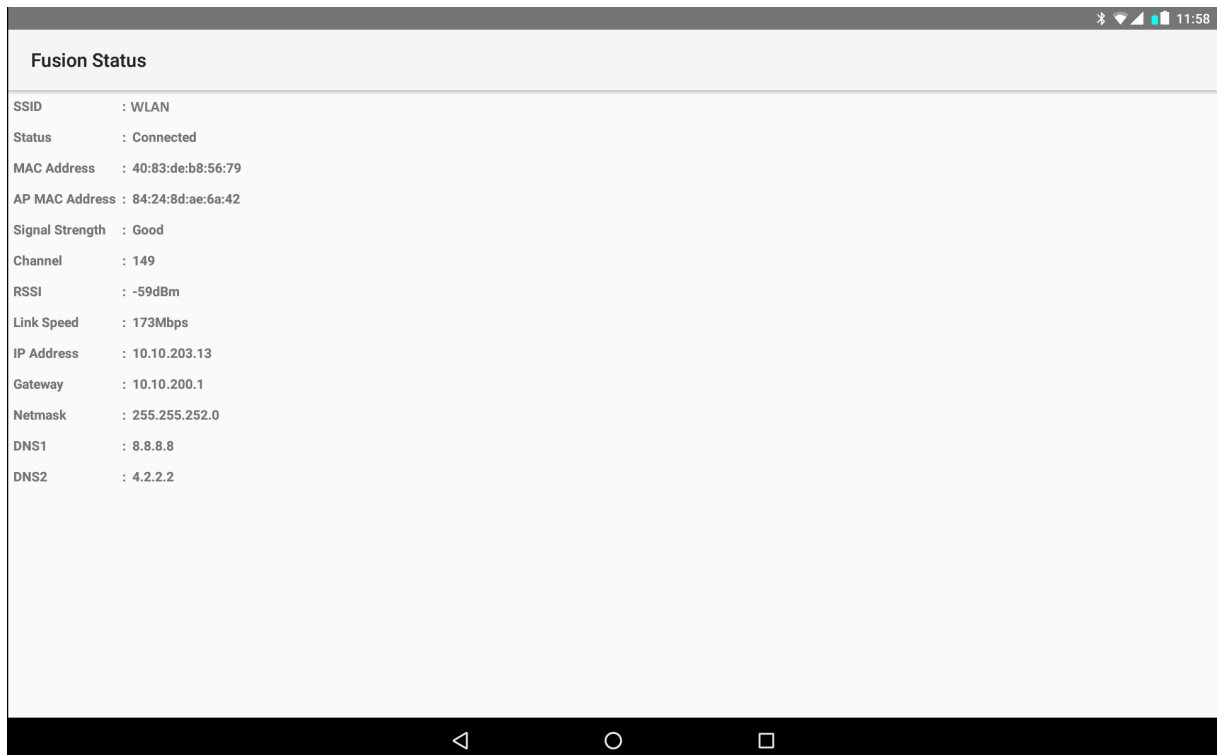 11:58
Fusion Status
SSID : WLAN
Status : Connected
MAC Address : 40:83:de:b8:56:79
AP MAC Address : 84:24:8d:ae:6a:42
Signal Strength : Good
Channel : 149
RSSI : -59dBm
Link Speed : 173Mbps
IP Address : 10.10.203.13
Gateway : 10.10.200.1
Netmask : 255.255.252.0
DNS1 : 8.8.8.8
DNS2 : 4.2.2.2